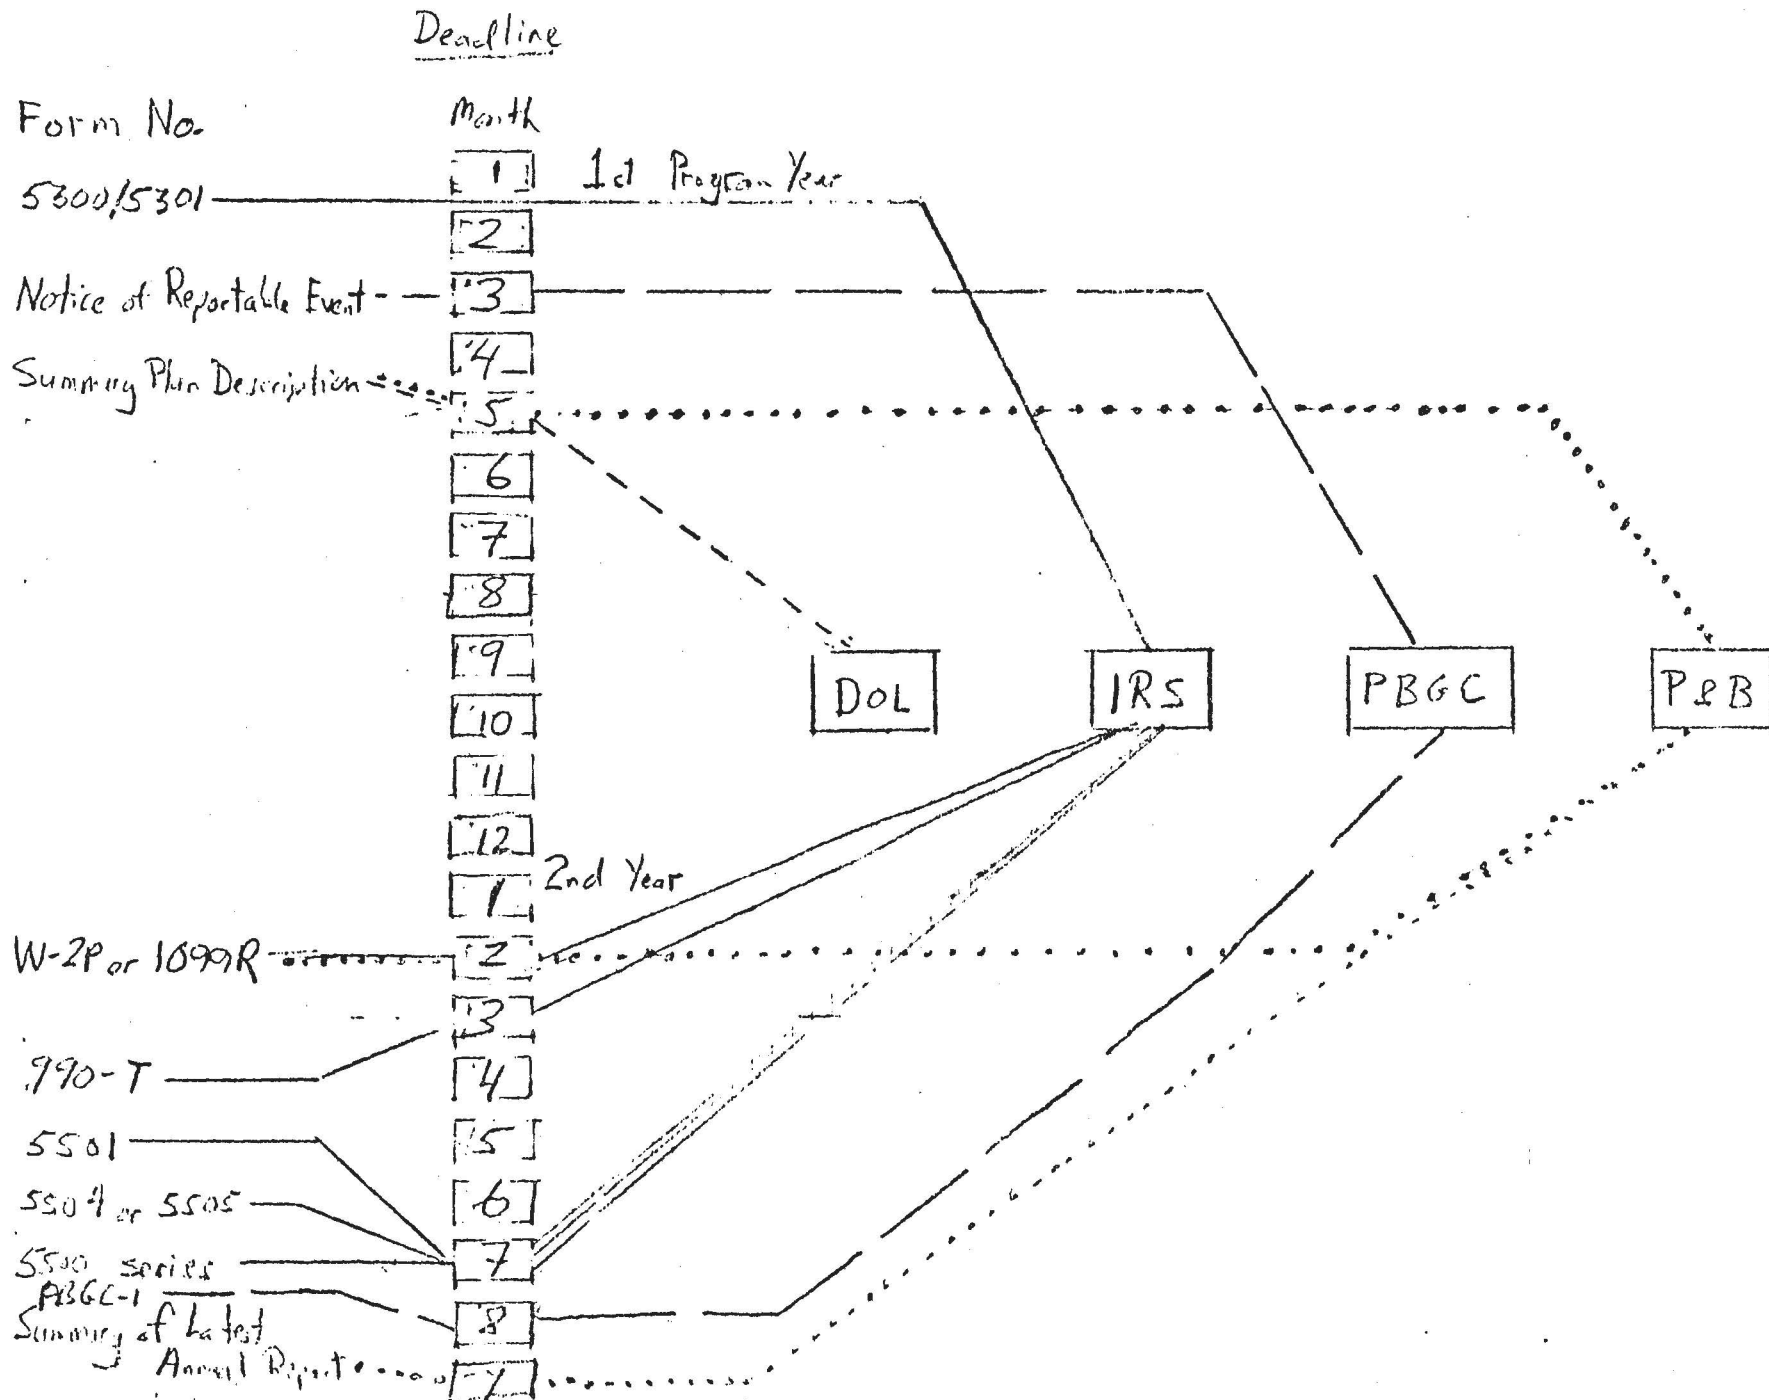 Deadline
Form No.
Month
1 1st Program Year
5300/5301
2
Notice of Reportable Event 3
4
Summary Plan Description
5
6
7
8
9
DOL IRS PBGC P&B
10
11
12
2nd Year
1
W-2P or 1099R 2
3
990-T 4
5501 5
5504 or 5505 6
5500 series 7
PBGC-1
Summary of Latest 8
Annual Report